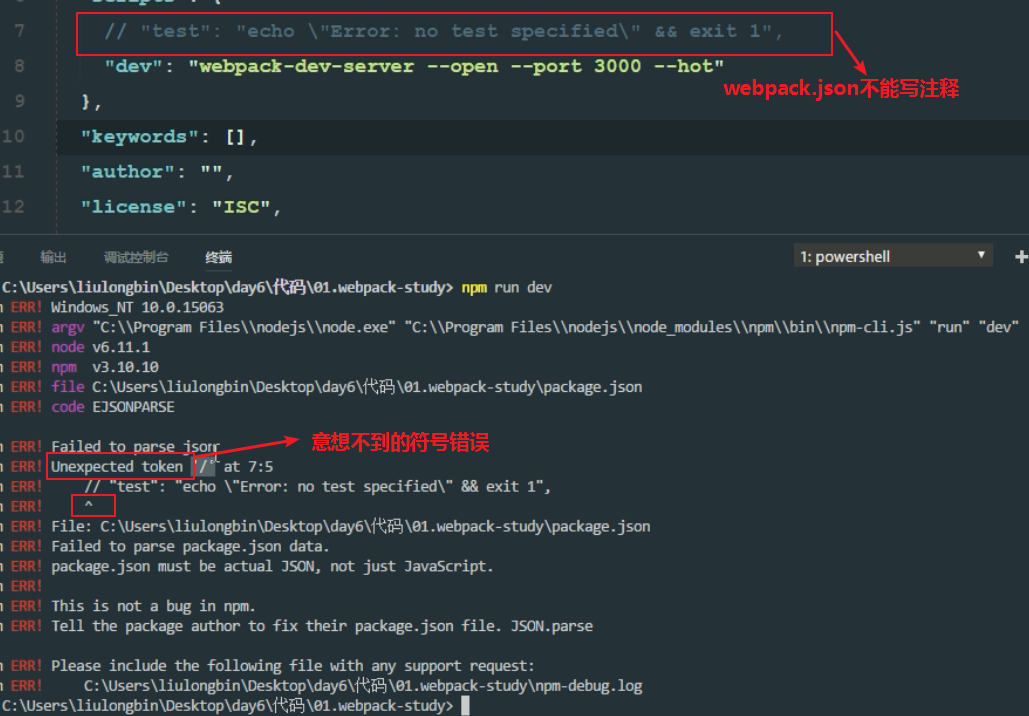 7 // "test": "echo \"Error: no test specified\" && exit 1",
8 "dev": "webpack-dev-server --open --port 3000 --hot"
webpack.json不能写注释
9 },
10 "keywords": [],
11 "author": "",
12 "license": "ISC",
输出 调试控制台 终端 1: powershell
C:\Users\liulongbin\Desktop\day6\代码\01.webpack-study> npm run dev
ERR! Windows_NT 10.0.15063
ERR! argv "C:\\Program Files\\nodejs\\node.exe" "C:\\Program Files\\nodejs\\node_modules\\npm\\bin\\npm-cli.js" "run" "dev"
ERR! node v6.11.1
ERR! npm v3.10.10
ERR! file C:\Users\liulongbin\Desktop\day6\代码\01.webpack-study\package.json
ERR! code EJSONPARSE
意想不到的符号错误
ERR! Failed to parse json
ERR! Unexpected token '/' at 7:5
ERR! // "test": "echo \"Error: no test specified\" && exit 1",
ERR! ^
ERR! File: C:\Users\liulongbin\Desktop\day6\代码\01.webpack-study\package.json
ERR! Failed to parse package.json data.
ERR! package.json must be actual JSON, not just JavaScript.
ERR!
ERR! This is not a bug in npm.
ERR! Tell the package author to fix their package.json file. JSON.parse
ERR! Please include the following file with any support request:
ERR! C:\Users\liulongbin\Desktop\day6\代码\01.webpack-study\npm-debug.log
C:\Users\liulongbin\Desktop\day6\代码\01.webpack-study>